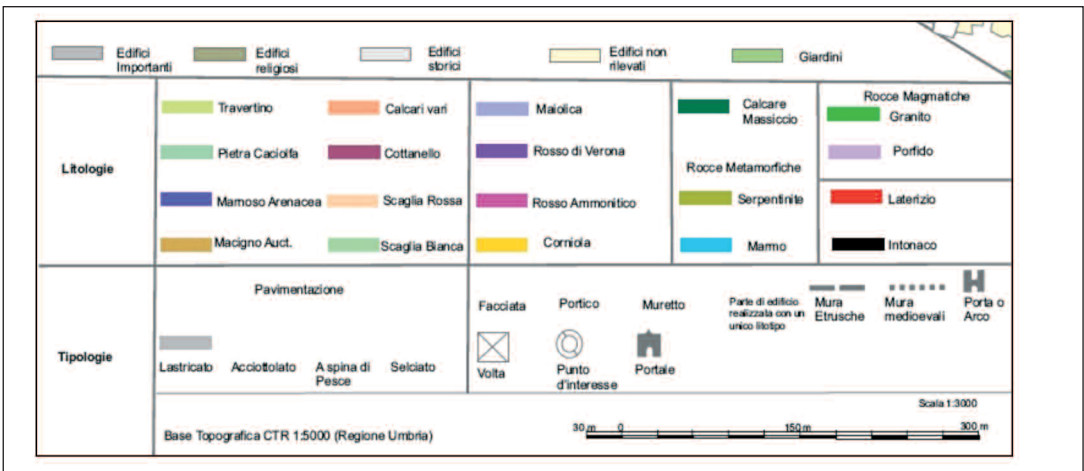 Edifici
Importanti
Edifici
religiosi
Edifici
storici
Edifici non
rilevati
Giardini
Litologie
Travertino
Calcari vari
Pietra Caciolfa
Cottanello
Marnoso Arenacea
Scaglia Rossa
Macigno Auct.
Scaglia Bianca
Maiolica
Rosso di Verona
Rosso Ammonitico
Corniola
Calcare
Massiccio
Rocce Metamorfiche
Serpentinite
Marmo
Rocce Magmatiche
Granito
Porfido
Laterizio
Intonaco
Tipologie
Pavimentazione
Lastricato
Acciottolato
A spina di
Pesce
Selciato
Facciata
Portico
Muretto
Parte di edificio
realizzata con un
unico litotipo
Mura
Etrusche
Mura
medioevali
Porta o
Arco
Volta
Punto
d'interesse
Portale
Base Topografica CTR 1:5000 (Regione Umbria)
Scala 1:3000
30 m 0 150 m 300 m